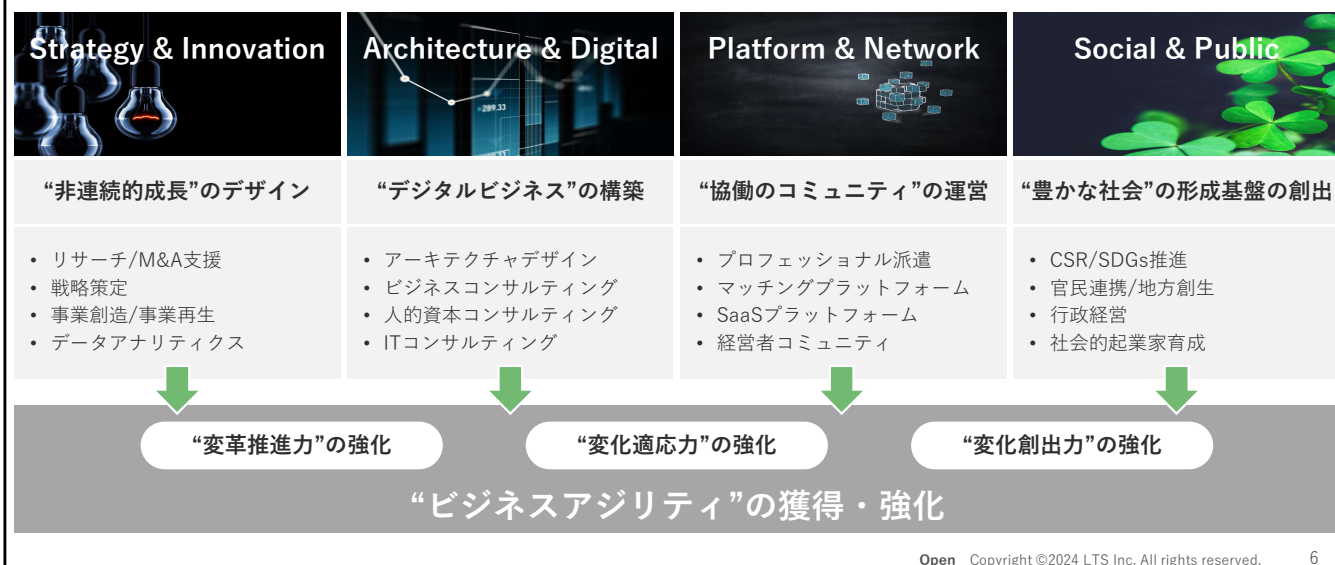 Strategy & Innovation
Architecture & Digital
Platform & Network
Social & Public
289.33
“非連続的成長”のデザイン
“デジタルビジネス”の構築
“協働のコミュニティ”の運営
“豊かな社会”の形成基盤の創出
• リサーチ/M&A支援
• 戦略策定
• 事業創造/事業再生
• データアナリティクス
• アーキテクチャデザイン
• ビジネスコンサルティング
• 人的資本コンサルティング
• ITコンサルティング
• プロフェッショナル派遣
• マッチングプラットフォーム
• SaaSプラットフォーム
• 経営者コミュニティ
• CSR/SDGs推進
• 官民連携/地方創生
• 行政経営
• 社会的起業家育成
“変革推進力”の強化
“変化適応力”の強化
“変化創出力”の強化
“ビジネスアジリティ”の獲得・強化
Open Copyright ©2024 LTS Inc. All rights reserved. 6